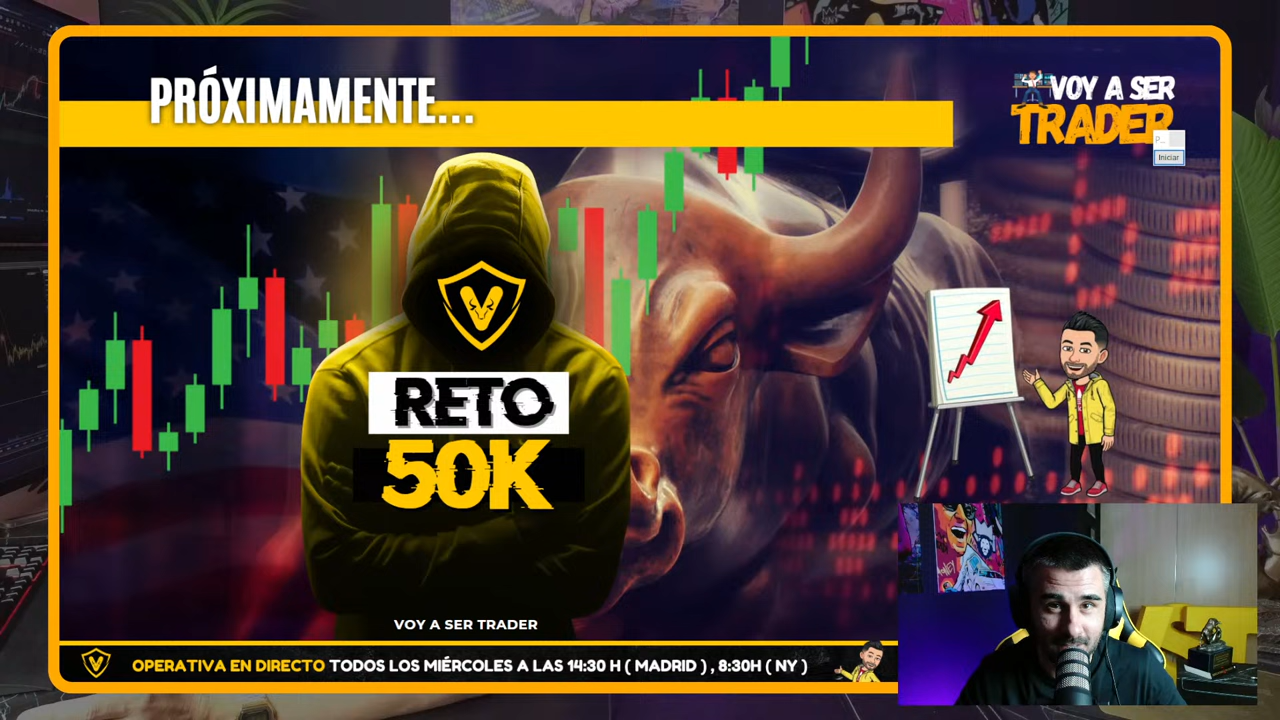 PRÓXIMAMENTE...
VOY A SER
TRADER
P...
Iniciar
RETO
50K
VOY A SER TRADER
OPERATIVA EN DIRECTO TODOS LOS MIÉRCOLES A LAS 14:30 H ( MADRID ) , 8:30H ( NY )